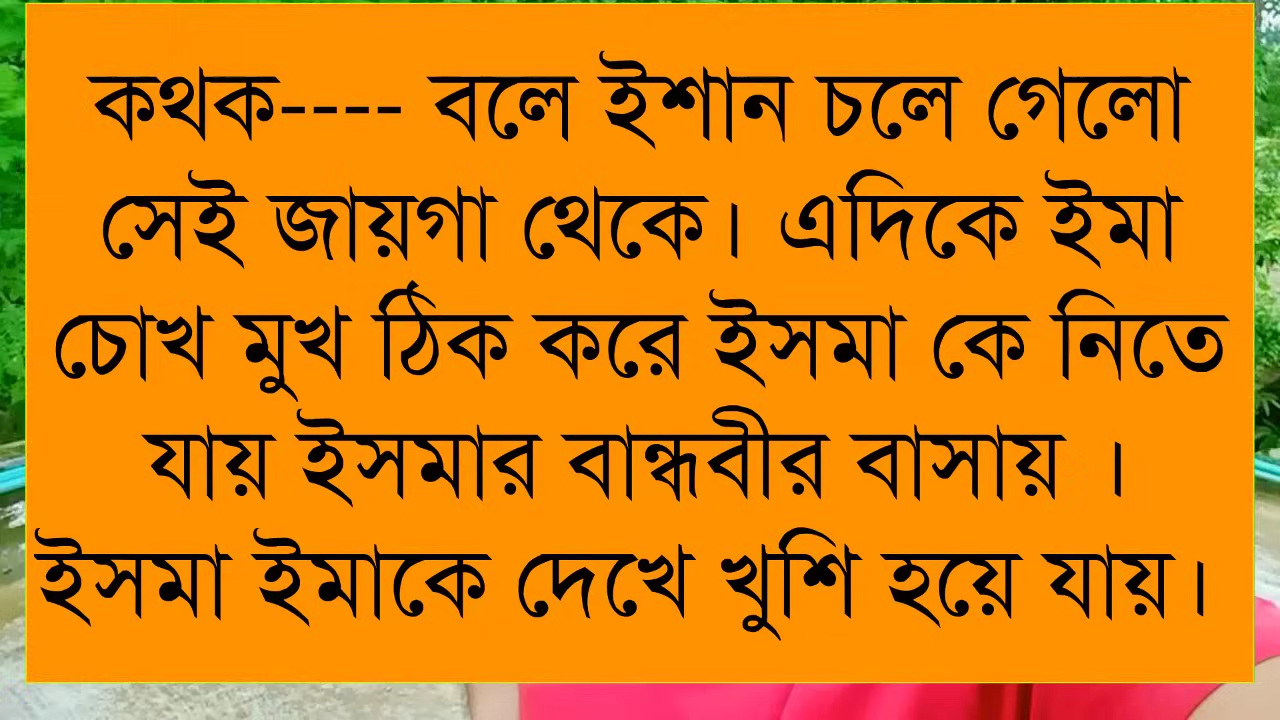 কথক---- বলে ইশান চলে গেলো
সেই জায়গা থেকে। এদিকে ইমা
চোখ মুখ ঠিক করে ইসমা কে নিতে
যায় ইসমার বান্ধবীর বাসায় ।
ইসমা ইমাকে দেখে খুশি হয়ে যায়।